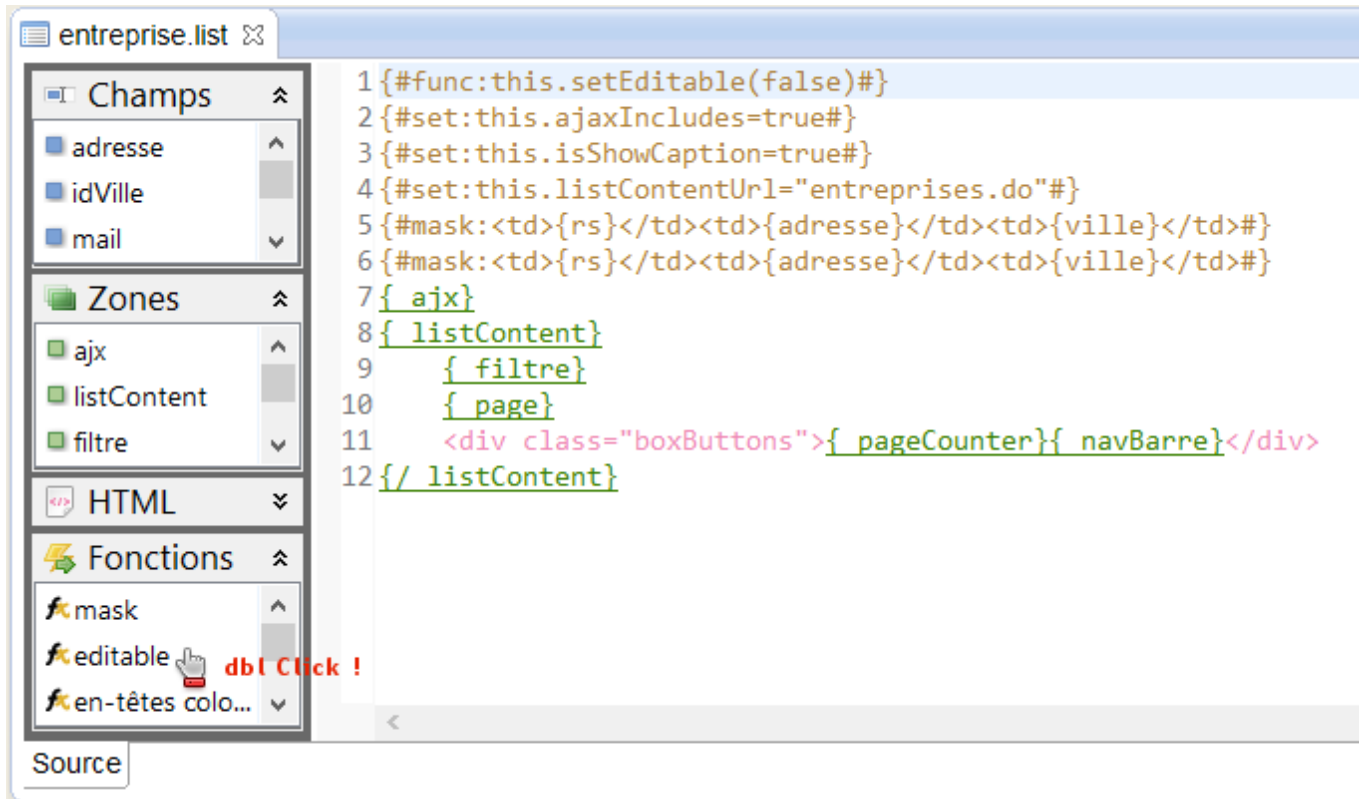 entreprise.list
Champs
adresse
idVille
mail
Zones
ajx
listContent
filtre
HTML
Fonctions
mask
editable
dbl Click !
en-têtes colo...
1 {#func:this.setEditable(false)#}
2 {#set:this.ajaxIncludes=true#}
3 {#set:this.isShowCaption=true#}
4 {#set:this.listContentUrl="entreprises.do"#}
5 {#mask:<td>{rs}</td><td>{adresse}</td><td>{ville}</td>#}
6 {#mask:<td>{rs}</td><td>{adresse}</td><td>{ville}</td>#}
7 {_ajx}
8 {_listContent}
9 {_filtre}
10 {_page}
11 <div class="boxButtons">{_pageCounter}{_navBarre}</div>
12 {/_listContent}
Source